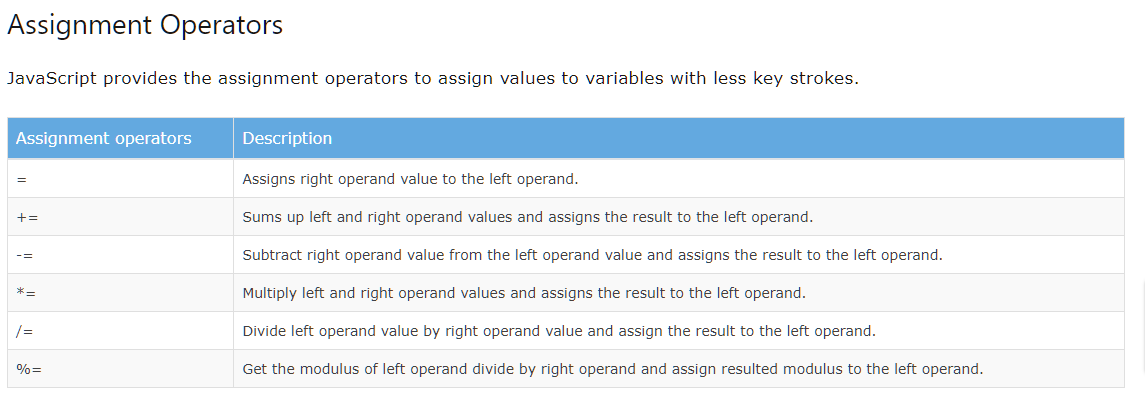 Assignment Operators
JavaScript provides the assignment operators to assign values to variables with less key strokes.
Assignment operators Description
= Assigns right operand value to the left operand.
+= Sums up left and right operand values and assigns the result to the left operand.
-= Subtract right operand value from the left operand value and assigns the result to the left operand.
*= Multiply left and right operand values and assigns the result to the left operand.
/= Divide left operand value by right operand value and assign the result to the left operand.
%= Get the modulus of left operand divide by right operand and assign resulted modulus to the left operand.